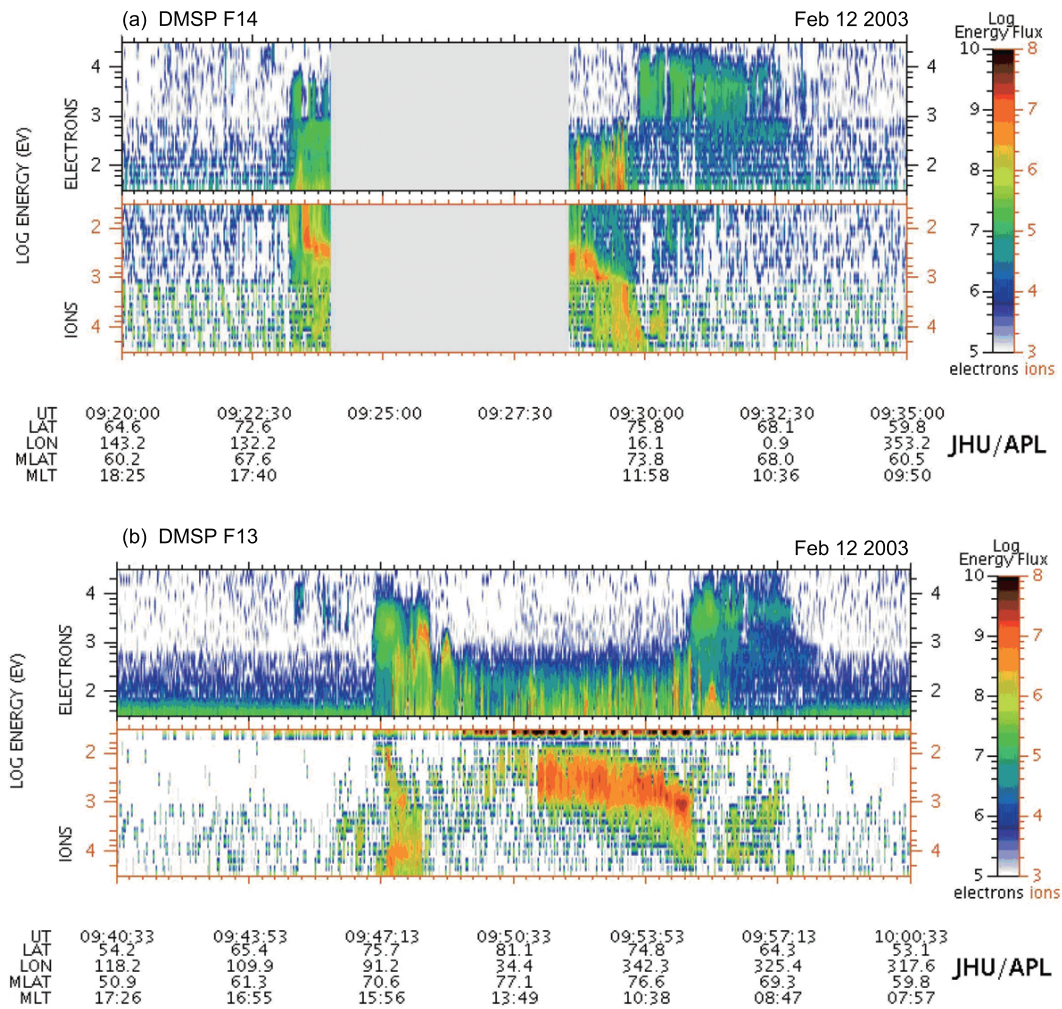 (a) DMSP F14
Feb 12 2003
Log
Energy Flux
LOG ENERGY (EV)
ELECTRONS
4
3
2
4
3
2
IONS
2
3
4
2
3
4
10
9
8
7
6
5
8
7
6
5
4
3
electrons ions
UT 09:20:00 09:22:30 09:25:00 09:27:30 09:30:00 09:32:30 09:35:00
LAT 64.6 72.6 75.8 68.1 59.8
LON 143.2 132.2 16.1 0.9 353.2
MLAT 60.2 67.6 73.8 68.0 60.5
MLT 18:25 17:40 11:58 10:36 09:50
JHU/APL
(b) DMSP F13
Feb 12 2003
Log
Energy Flux
LOG ENERGY (EV)
ELECTRONS
4
3
2
4
3
2
IONS
2
3
4
2
3
4
10
9
8
7
6
5
8
7
6
5
4
3
electrons ions
UT 09:40:33 09:43:53 09:47:13 09:50:33 09:53:53 09:57:13 10:00:33
LAT 54.2 65.4 75.7 81.1 74.8 64.3 53.1
LON 118.2 109.9 91.2 34.4 342.3 325.4 317.6
MLAT 50.9 61.3 70.6 77.1 76.6 69.3 59.8
MLT 17:26 16:55 15:56 13:49 10:38 08:47 07:57
JHU/APL